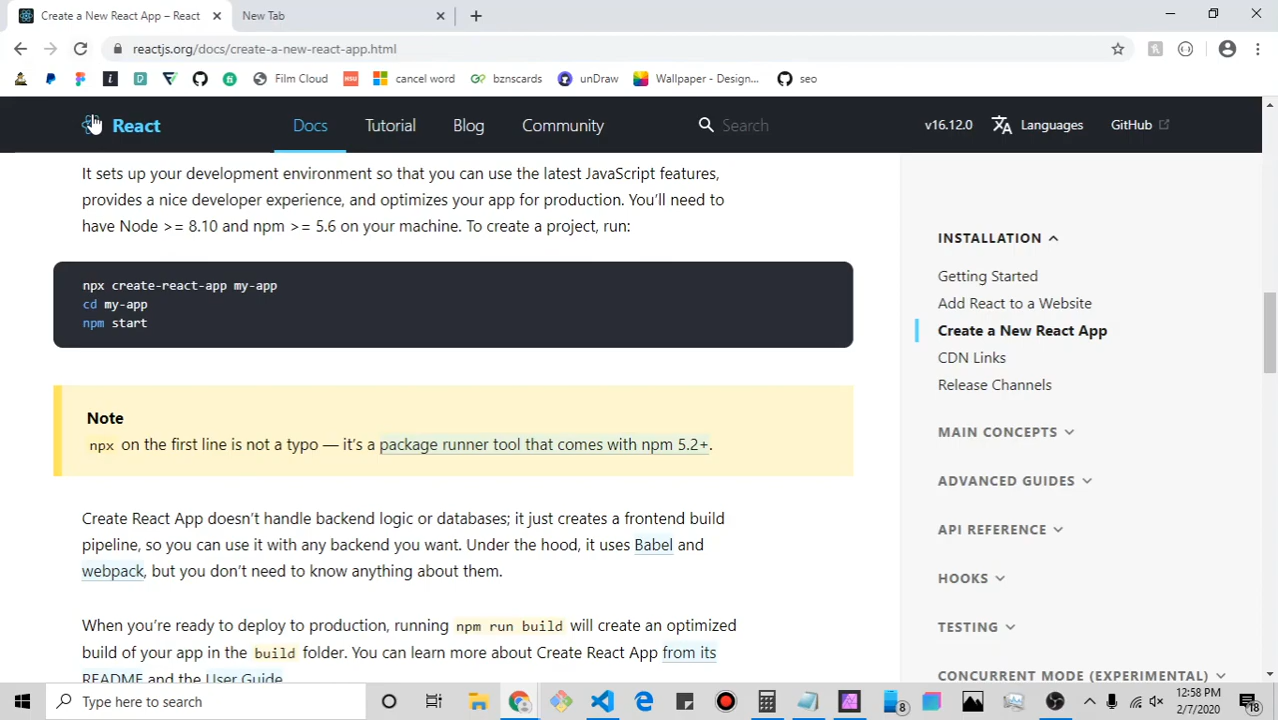 Create a New React App – React
New Tab
reactjs.org/docs/create-a-new-react-app.html
Film Cloud
NSU
cancel word
bznscards
unDraw
Wallpaper - Design...
seo
React
Docs
Tutorial
Blog
Community
Search
v16.12.0
Languages
GitHub
It sets up your development environment so that you can use the latest JavaScript features,
provides a nice developer experience, and optimizes your app for production. You’ll need to
have Node >= 8.10 and npm >= 5.6 on your machine. To create a project, run:
npx create-react-app my-app
cd my-app
npm start
Note
npx on the first line is not a typo — it’s a package runner tool that comes with npm 5.2+.
Create React App doesn’t handle backend logic or databases; it just creates a frontend build
pipeline, so you can use it with any backend you want. Under the hood, it uses Babel and
webpack, but you don’t need to know anything about them.
When you’re ready to deploy to production, running npm run build will create an optimized
build of your app in the build folder. You can learn more about Create React App from its
README and the User Guide
INSTALLATION
Getting Started
Add React to a Website
Create a New React App
CDN Links
Release Channels
MAIN CONCEPTS
ADVANCED GUIDES
API REFERENCE
HOOKS
TESTING
CONCURRENT MODE (EXPERIMENTAL)
Type here to search
8
12:58 PM
2/7/2020
18